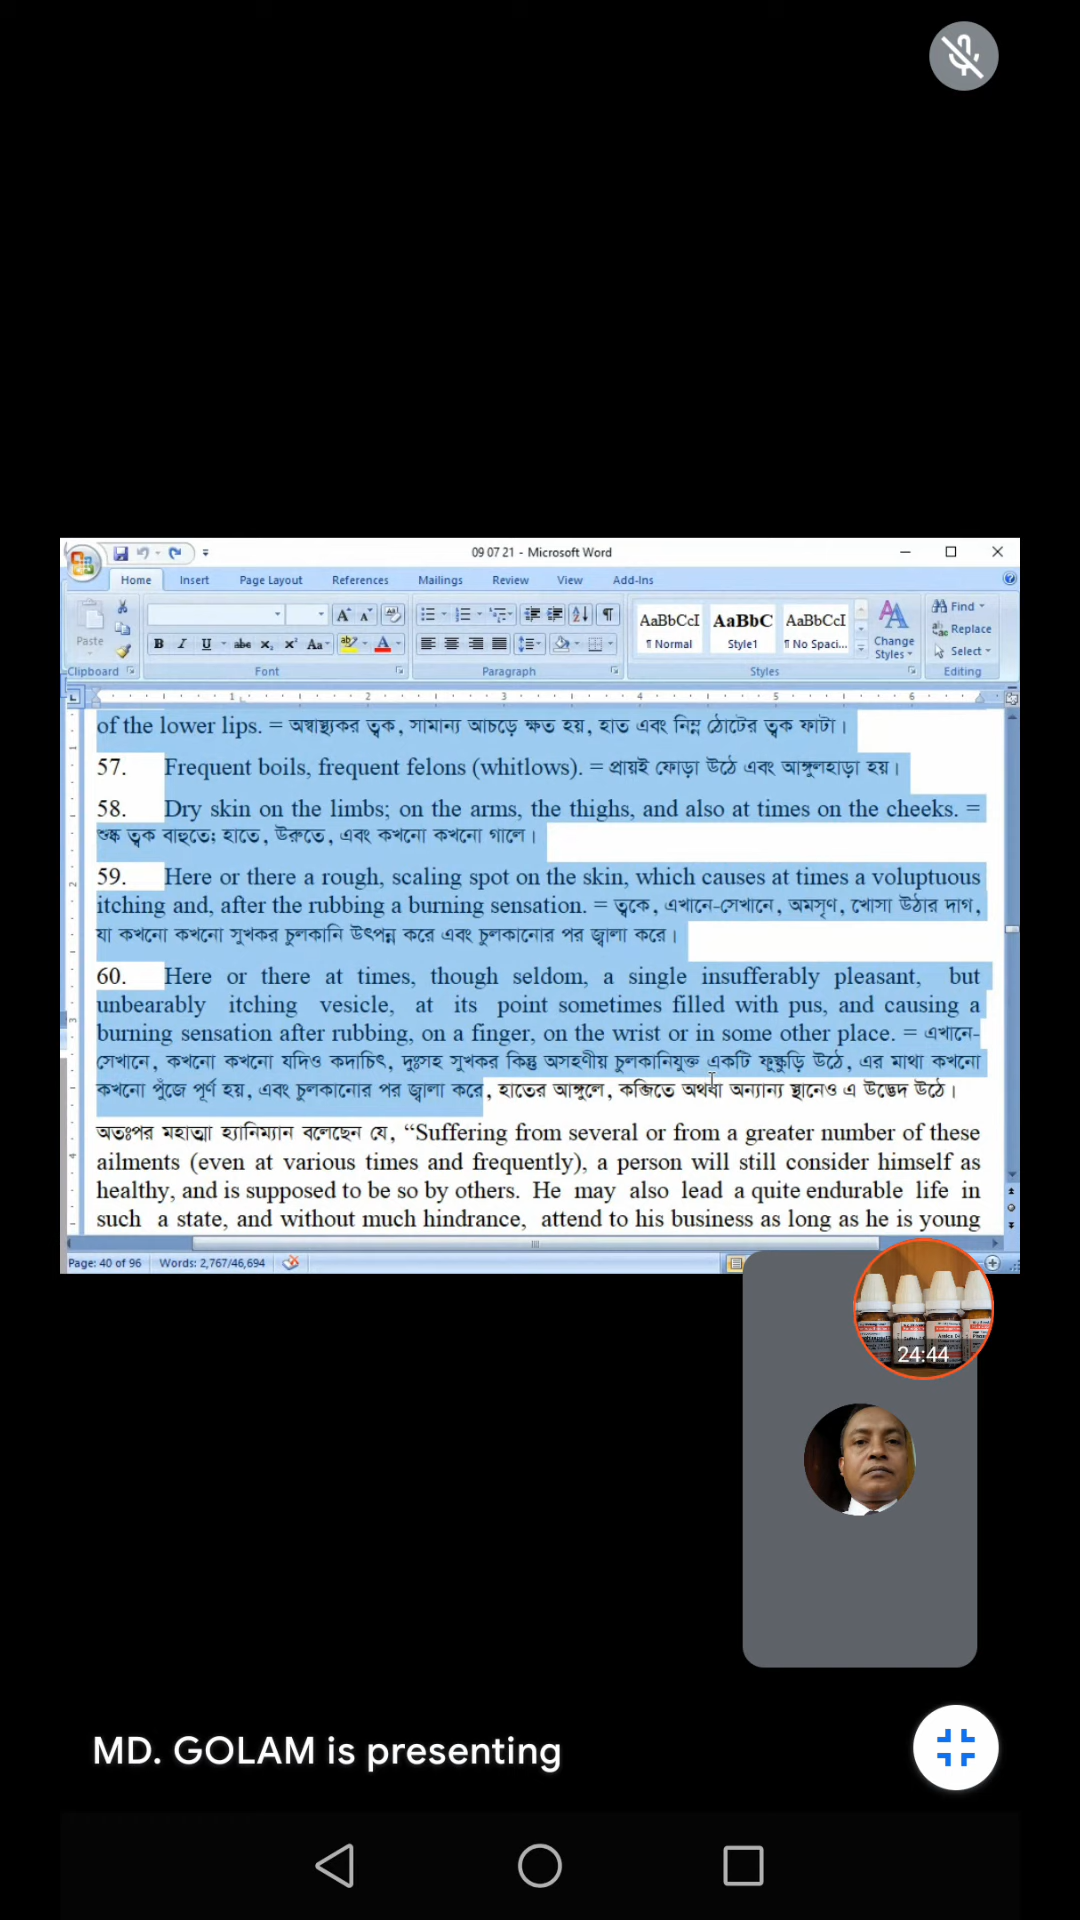 09 07 21 - Microsoft Word
Home Insert Page Layout References Mailings Review View Add-Ins
Paste
AaBbCcI AaBbC AaBbCcI
¶ Normal Style1 ¶ No Spaci...
Change Styles
Find
Replace
Select
Clipboard Font Paragraph Styles Editing
1 2 3 4 5 6
of the lower lips. = অস্বাস্থ্যকর ত্বক, সামান্য আচড়ে ক্ষত হয়, হাত এবং নিম্ন ঠোটের ত্বক ফাটা।
57. Frequent boils, frequent felons (whitlows). = প্রায়ই ফোড়া উঠে এবং আঙ্গুলহাড়া হয়।
58. Dry skin on the limbs; on the arms, the thighs, and also at times on the cheeks. =
শুষ্ক ত্বক বাহুতে; হাতে, উরুতে, এবং কখনো কখনো গালে।
59. Here or there a rough, scaling spot on the skin, which causes at times a voluptuous
itching and, after the rubbing a burning sensation. = ত্বকে, এখানে-সেখানে, অমসৃণ, খোসা উঠার দাগ,
যা কখনো কখনো সুখকর চুলকানি উৎপন্ন করে এবং চুলকানোর পর জ্বালা করে।
60. Here or there at times, though seldom, a single insufferably pleasant, but
unbearably itching vesicle, at its point sometimes filled with pus, and causing a
burning sensation after rubbing, on a finger, on the wrist or in some other place. = এখানে-
সেখানে, কখনো কখনো যদিও কদাচিৎ, দুঃসহ সুখকর কিন্তু অসহণীয় চুলকানিযুক্ত একটি ফুষ্কুড়ি উঠে, এর মাথা কখনো
কখনো পুঁজে পূর্ণ হয়, এবং চুলকানোর পর জ্বালা করে, হাতের আঙ্গুলে, কব্জিতে অথবা অন্যান্য স্থানেও এ উদ্ভেদ উঠে।
অতঃপর মহাত্মা হ্যানিম্যান বলেছেন যে, “Suffering from several or from a greater number of these
ailments (even at various times and frequently), a person will still consider himself as
healthy, and is supposed to be so by others. He may also lead a quite endurable life in
such a state, and without much hindrance, attend to his business as long as he is young
Page: 40 of 96 Words: 2,767/46,694
24:44
MD. GOLAM is presenting